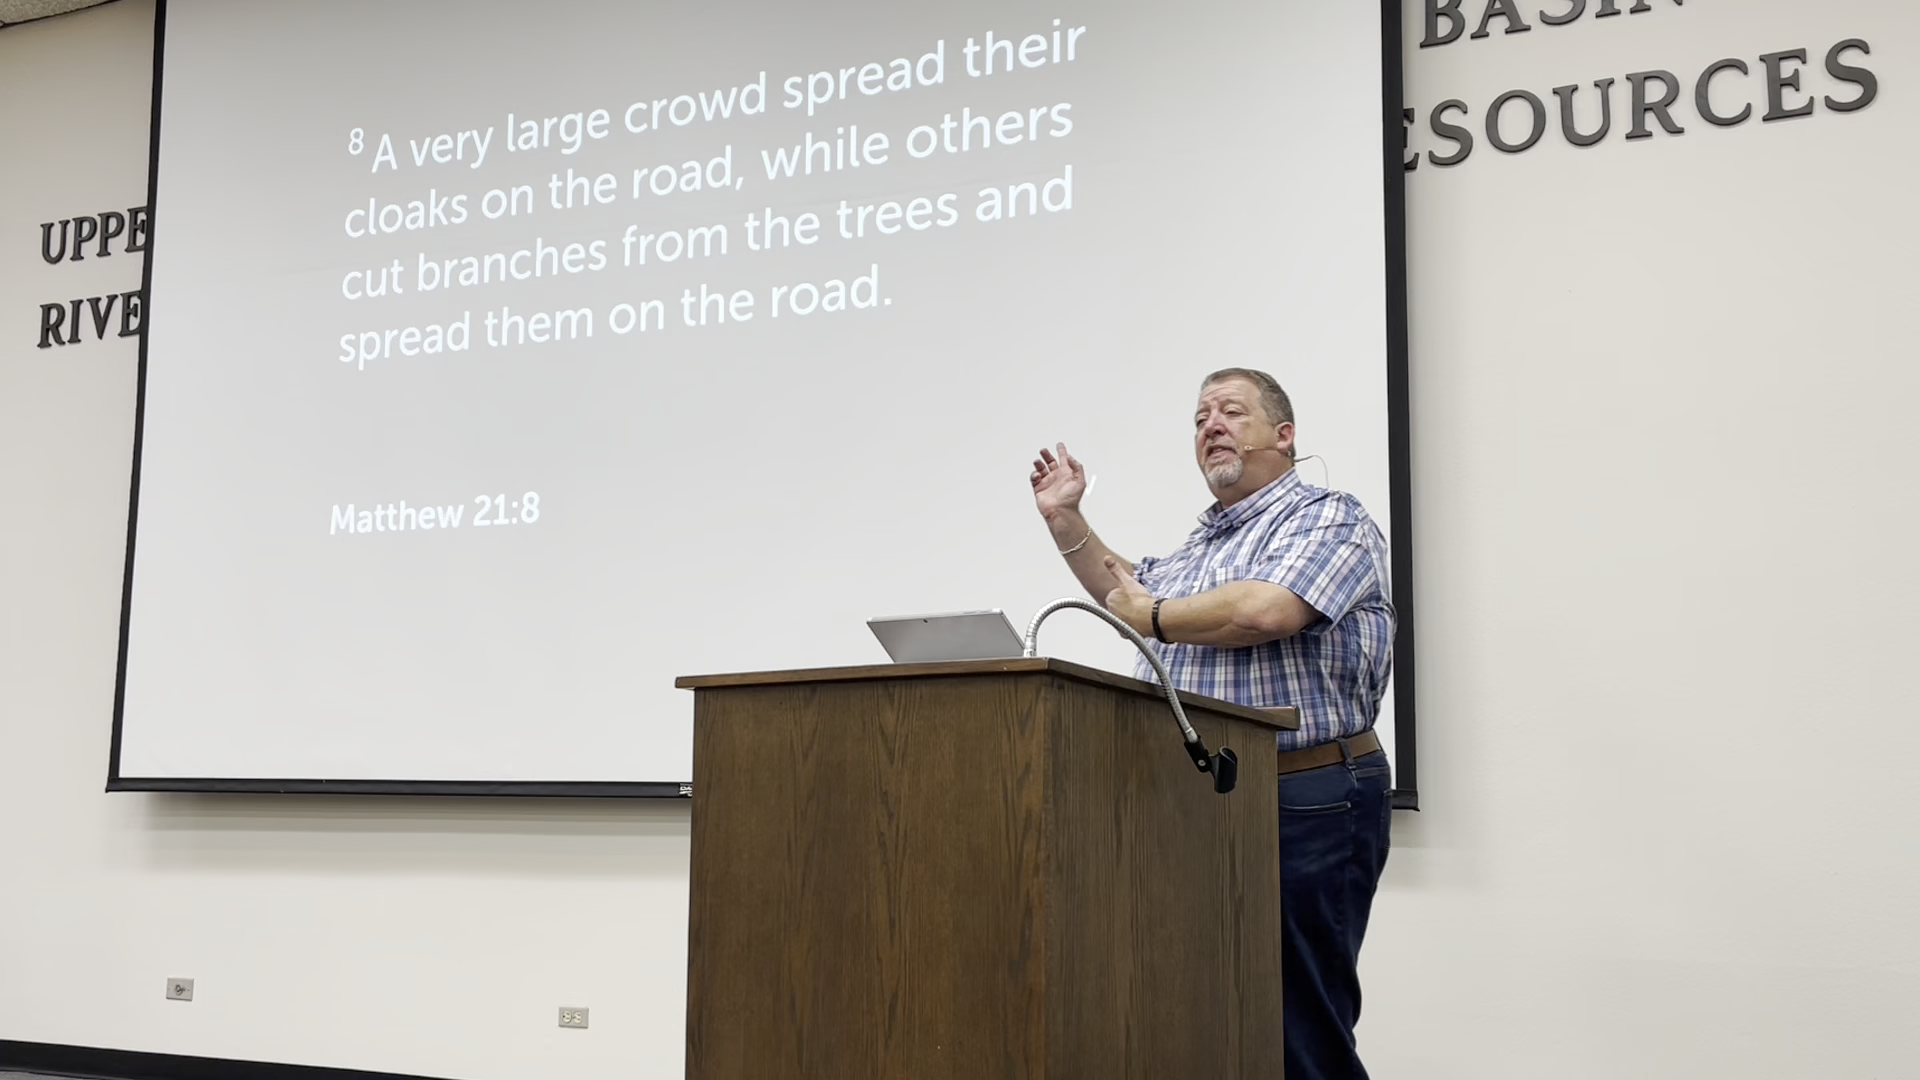 8 A very large crowd spread their
cloaks on the road, while others
cut branches from the trees and
spread them on the road.
Matthew 21:8
UPPE
RIVE
BASIN
ESOURCES